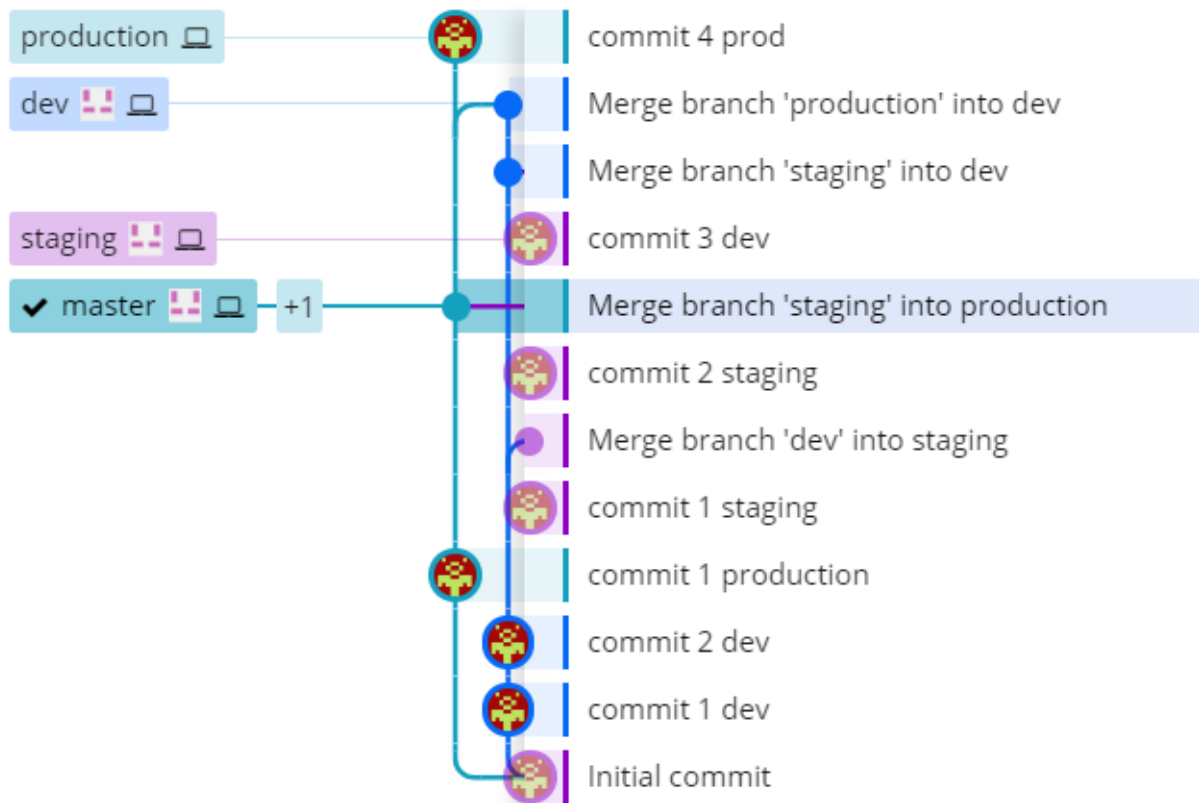 production commit 4 prod
dev Merge branch 'production' into dev
Merge branch 'staging' into dev
staging commit 3 dev
master +1 Merge branch 'staging' into production
commit 2 staging
Merge branch 'dev' into staging
commit 1 staging
commit 1 production
commit 2 dev
commit 1 dev
Initial commit